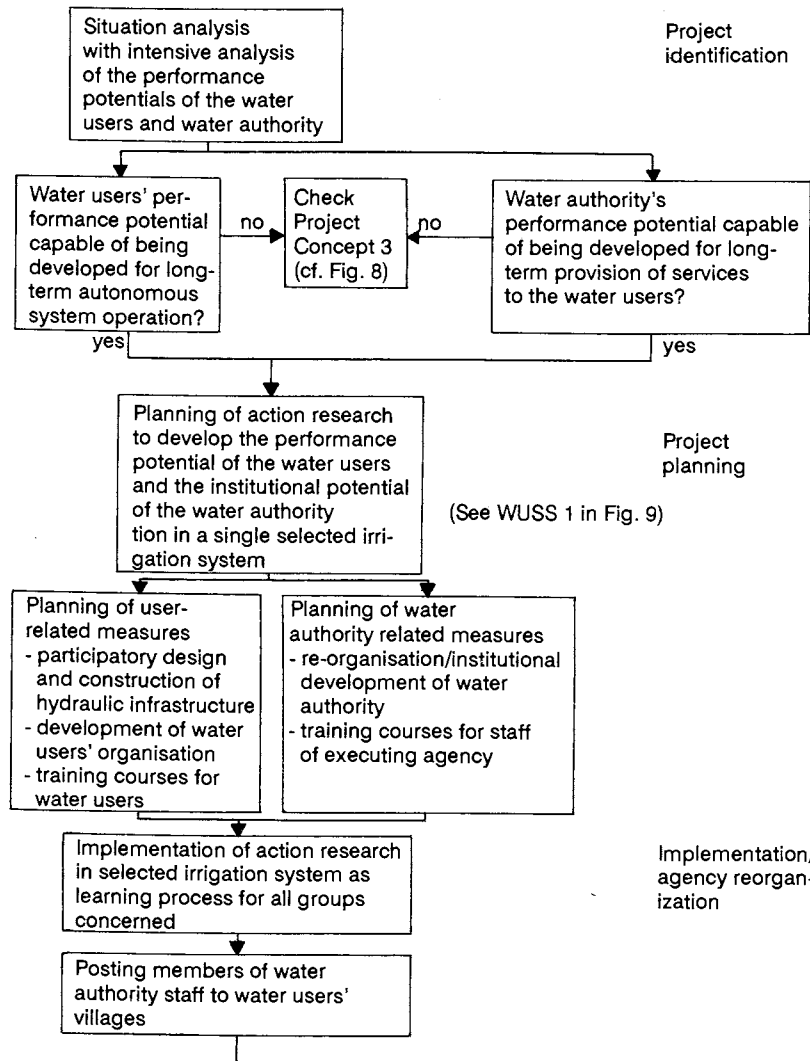 Situation analysis
with intensive analysis
of the performance
potentials of the water
users and water authority
Project
identification
Water users' per-
formance potential
capable of being
developed for long-
term autonomous
system operation?
no
Check
Project
Concept 3
(cf. Fig. 8)
no
Water authority's
performance potential capable
of being developed for long-
term provision of services
to the water users?
yes
yes
Planning of action research
to develop the performance
potential of the water users
and the institutional potential
of the water authority
tion in a single selected irri-
gation system
Project
planning
(See WUSS 1 in Fig. 9)
Planning of user-
related measures
- participatory design
and construction of
hydraulic infrastructure
- development of water
users' organisation
- training courses for
water users
Planning of water
authority related measures
- re-organisation/institutional
development of water
authority
- training courses for staff
of executing agency
Implementation of action research
in selected irrigation system as
learning process for all groups
concerned
Implementation/
agency reorgan-
ization
Posting members of water
authority staff to water users'
villages